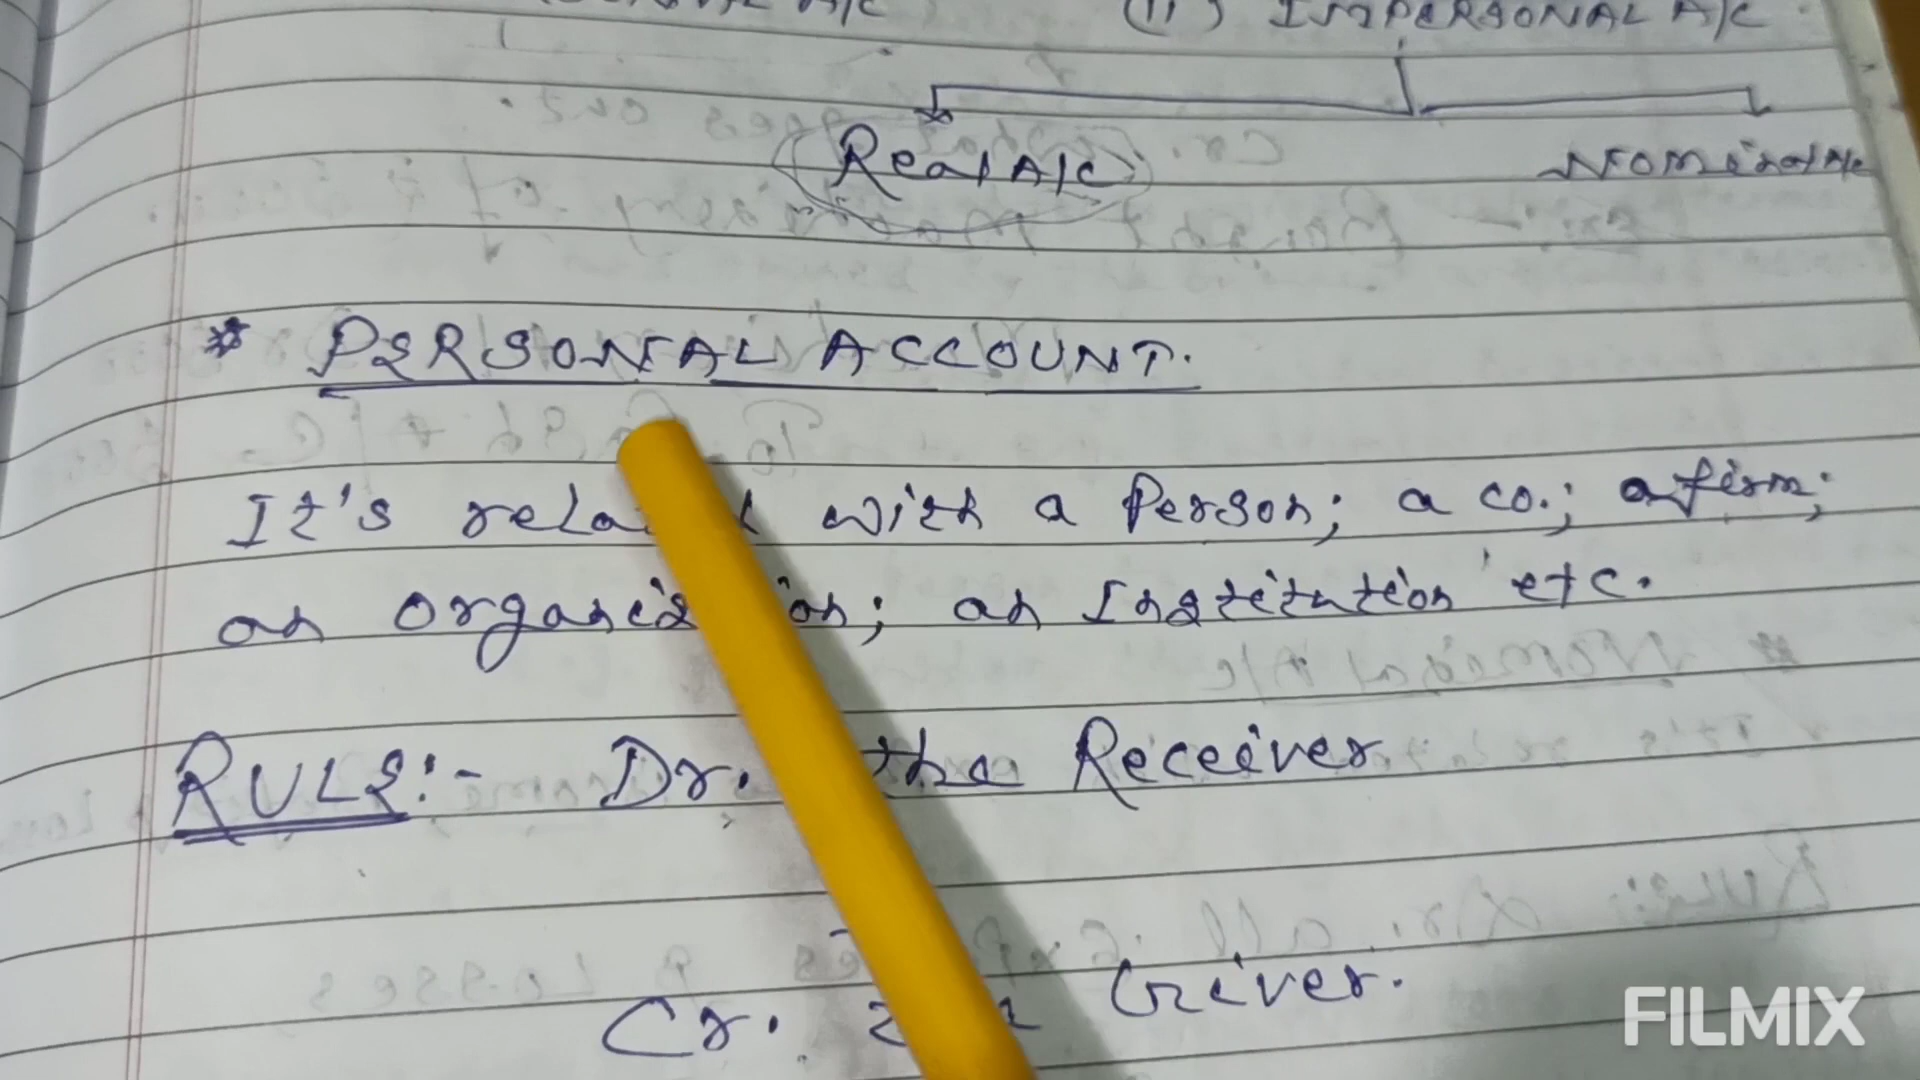 (ii) IMPERSONAL A/C.
Real A/C Nominal A/c
* PERSONAL ACCOUNT.
It's with a Person; a co.; a firm;
an an Institution etc.
RULE:- Dr. the Receiver
Cr. Giver.
FILMIX